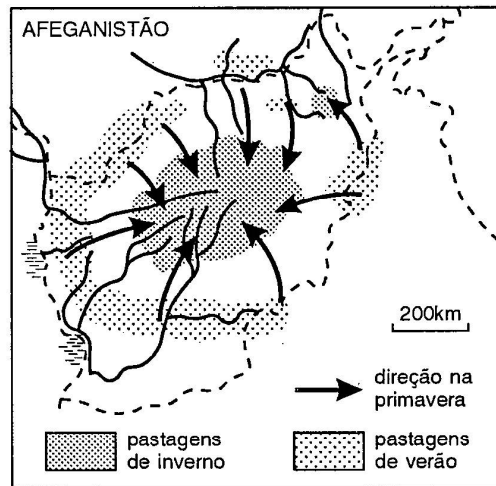 AFEGANISTÃO
200km
direção na
primavera
pastagens
de inverno
pastagens
de verão